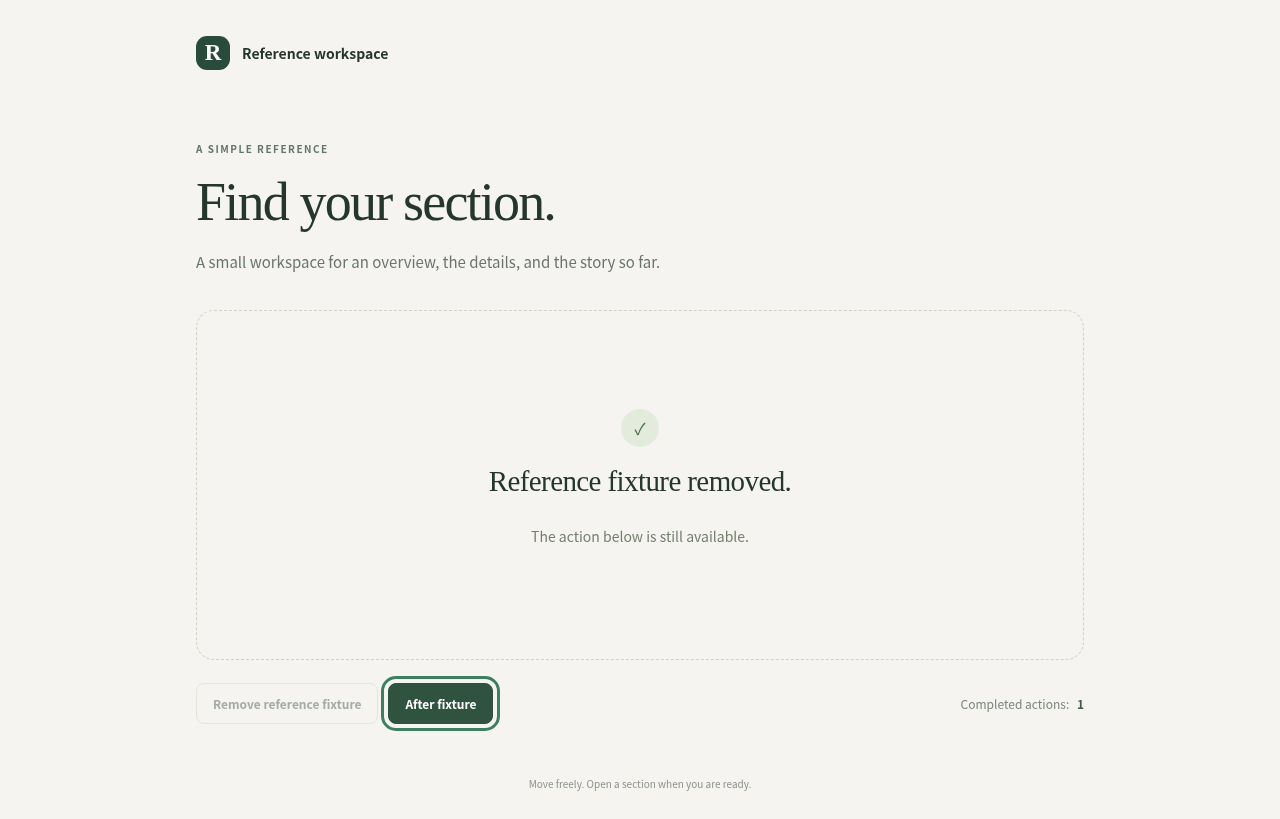 R
Reference workspace
A SIMPLE REFERENCE
Find your section.
A small workspace for an overview, the details, and the story so far.
✓
Reference fixture removed.
The action below is still available.
Remove reference fixture
After fixture
Completed actions: 1
Move freely. Open a section when you are ready.